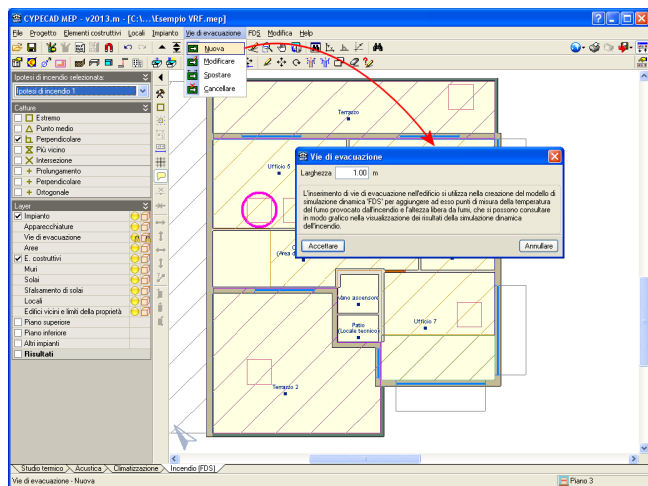 CYPECAD MEP - v2013.m - [C:\...\Esempio VRF.mep]
File Progetto Elementi costruttivi Locali Impianto Vie di evacuazione FDS Modifica Help
Nuova
Modificare
Spostare
Cancellare
Ipotesi di incendio selezionata:
Ipotesi di incendio 1
Catture
Estremo
Punto medio
Perpendicolare
Più vicino
Intersezione
Prolungamento
Perpendicolare
Ortogonale
Layer
Impianto
Apparecchiature
Vie di evacuazione
Aree
E. costruttivi
Muri
Solai
Sfalsamento di solai
Locali
Edifici vicini e limiti della proprietà
Piano superiore
Piano inferiore
Altri impianti
Risultati
Terrazzo
Ufficio 6
(Area d
vano ascensore
Patio
(Locale tecnico)
Ufficio 7
Terrazzo 2
Vie di evacuazione
Larghezza 1.00 m
L'inserimento di vie di evacuazione nell'edificio si utilizza nella creazione del modello di
simulazione dinamica 'FDS' per aggiungere ad esso punti di misura della temperatura
del fumo provocato dall'incendio e l'altezza libera da fumi, che si possono consultare
in modo grafico nella visualizzazione dei risultati della simulazione dinamica
dell'incendio.
Accettare Annullare
Studio termico Acustica Climatizzazione Incendio (FDS)
Vie di evacuazione - Nuova Piano 3